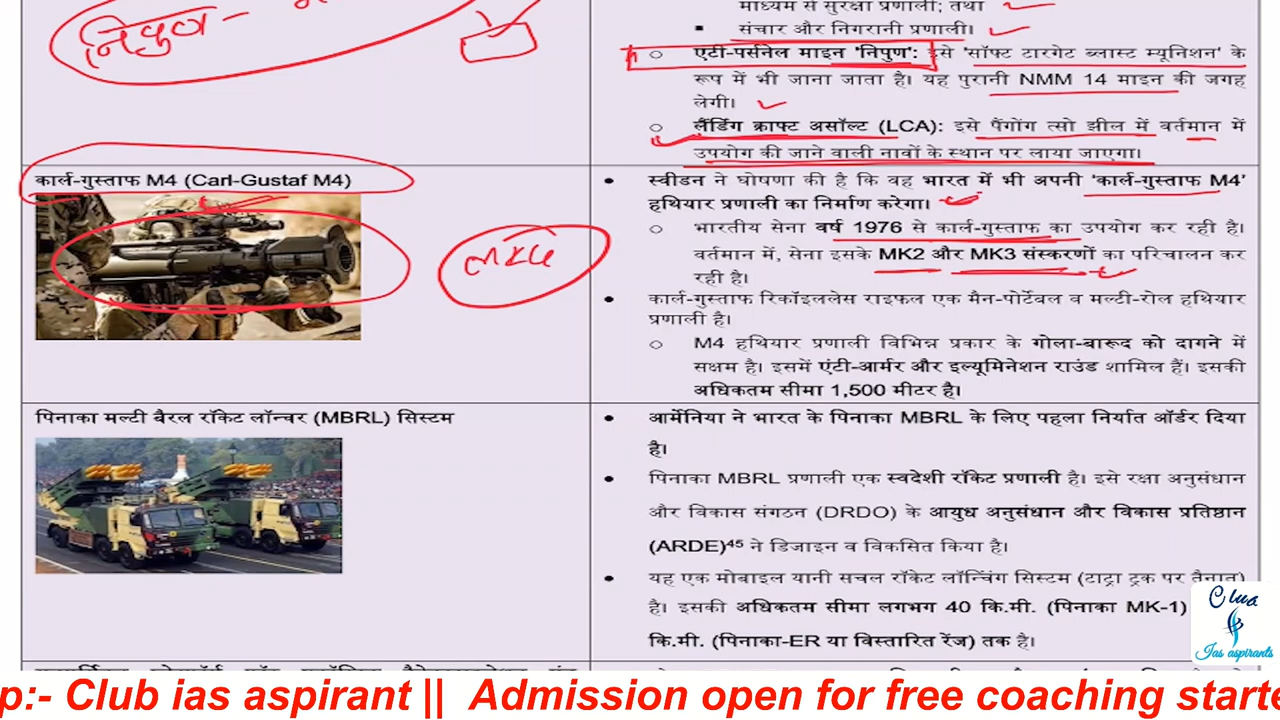 निपुण -
माध्यम से सुरक्षा प्रणाली; तथा
▪ संचार और निगरानी प्रणाली।
○ एंटी-पर्सनेल माइन 'निपुण': इसे 'सॉफ्ट टारगेट ब्लास्ट म्यूनिशन' के
रूप में भी जाना जाता है। यह पुरानी NMM 14 माइन की जगह
लेगी।
○ लैंडिंग क्राफ्ट असॉल्ट (LCA): इसे पैंगोंग त्सो झील में वर्तमान में
उपयोग की जाने वाली नावों के स्थान पर लाया जाएगा।
कार्ल-गुस्ताफ M4 (Carl-Gustaf M4)
• स्वीडन ने घोषणा की है कि वह भारत में भी अपनी 'कार्ल-गुस्ताफ M4'
हथियार प्रणाली का निर्माण करेगा।
○ भारतीय सेना वर्ष 1976 से कार्ल-गुस्ताफ का उपयोग कर रही है।
वर्तमान में, सेना इसके MK2 और MK3 संस्करणों का परिचालन कर
रही है।
• कार्ल-गुस्ताफ रिकॉइललेस राइफल एक मैन-पोर्टेबल व मल्टी-रोल हथियार
प्रणाली है।
○ M4 हथियार प्रणाली विभिन्न प्रकार के गोला-बारूद को दागने में
सक्षम है। इसमें एंटी-आर्मर और इल्यूमिनेशन राउंड शामिल हैं। इसकी
अधिकतम सीमा 1,500 मीटर है।
पिनाका मल्टी बैरल रॉकेट लॉन्चर (MBRL) सिस्टम
• आर्मेनिया ने भारत के पिनाका MBRL के लिए पहला निर्यात ऑर्डर दिया
है।
• पिनाका MBRL प्रणाली एक स्वदेशी रॉकेट प्रणाली है। इसे रक्षा अनुसंधान
और विकास संगठन (DRDO) के आयुध अनुसंधान और विकास प्रतिष्ठान
(ARDE)⁴⁵ ने डिजाइन व विकसित किया है।
• यह एक मोबाइल यानी सचल रॉकेट लॉन्चिंग सिस्टम (टाट्रा ट्रक पर तैनात)
है। इसकी अधिकतम सीमा लगभग 40 कि.मी. (पिनाका MK-1)
कि.मी. (पिनाका-ER या विस्तारित रेंज) तक है।
Club
Ias aspirants
p:- Club ias aspirant || Admission open for free coaching starte